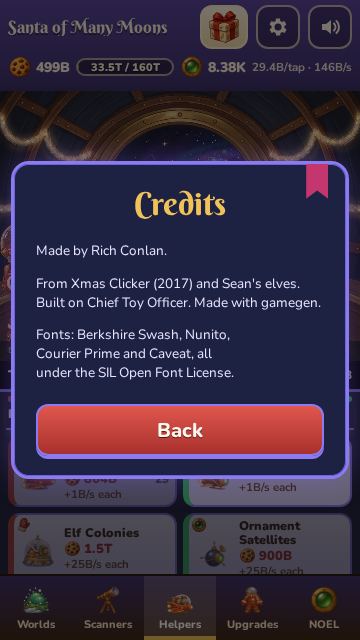 Santa of Many Moons
499B
33.5T / 160T
8.38K
29.4B/tap · 146B/s
Credits
Made by Rich Conlan.
From Xmas Clicker (2017) and Sean's elves.
Built on Chief Toy Officer. Made with gamegen.
Fonts: Berkshire Swash, Nunito,
Courier Prime and Caveat, all
under the SIL Open Font License.
Back
+1B/s each
+1B/s each
Elf Colonies
1.5T
+25B/s each
Ornament
Satellites
900B
+25B/s each
Worlds
Scanners
Helpers
Upgrades
NOEL